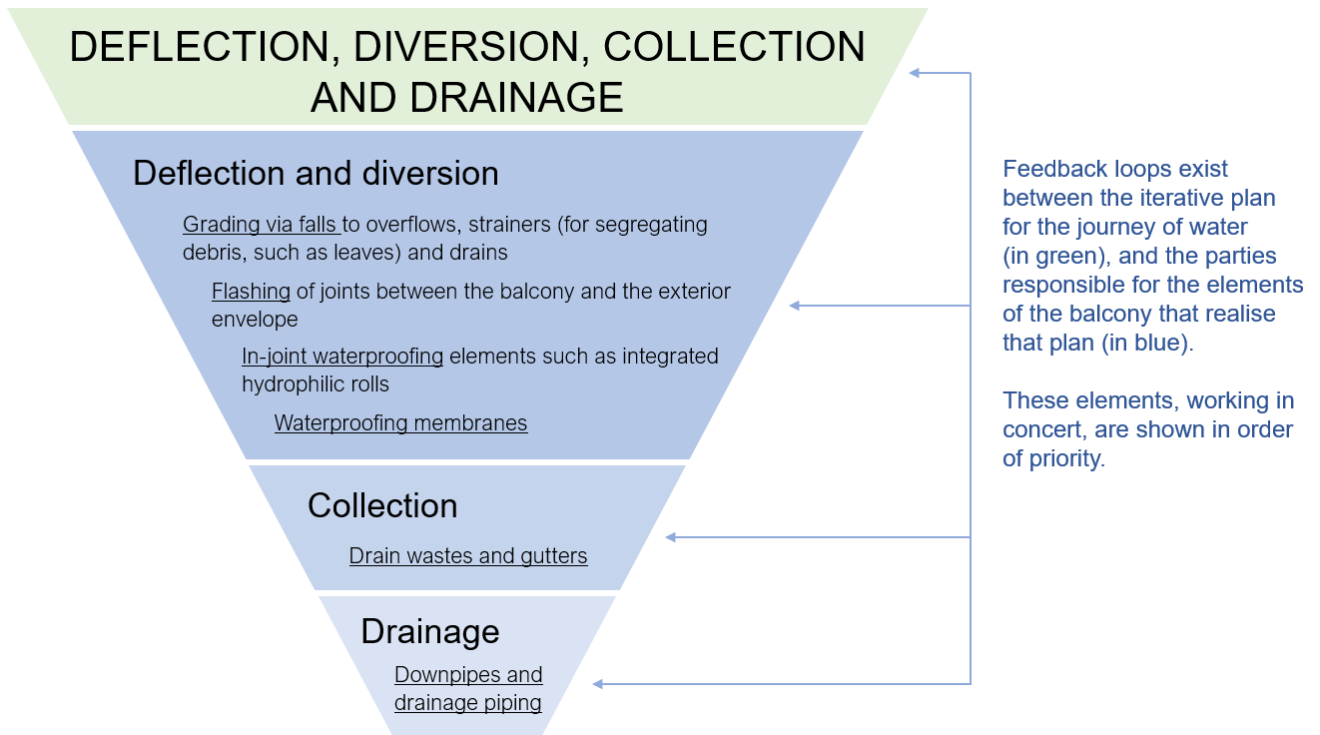 DEFLECTION, DIVERSION, COLLECTION
AND DRAINAGE
Deflection and diversion
Grading via falls to overflows, strainers (for segregating
debris, such as leaves) and drains
Flashing of joints between the balcony and the exterior
envelope
In-joint waterproofing elements such as integrated
hydrophilic rolls
Waterproofing membranes
Collection
Drain wastes and gutters
Drainage
Downpipes and
drainage piping
Feedback loops exist
between the iterative plan
for the journey of water
(in green), and the parties
responsible for the elements
of the balcony that realise
that plan (in blue).
These elements, working in
concert, are shown in order
of priority.